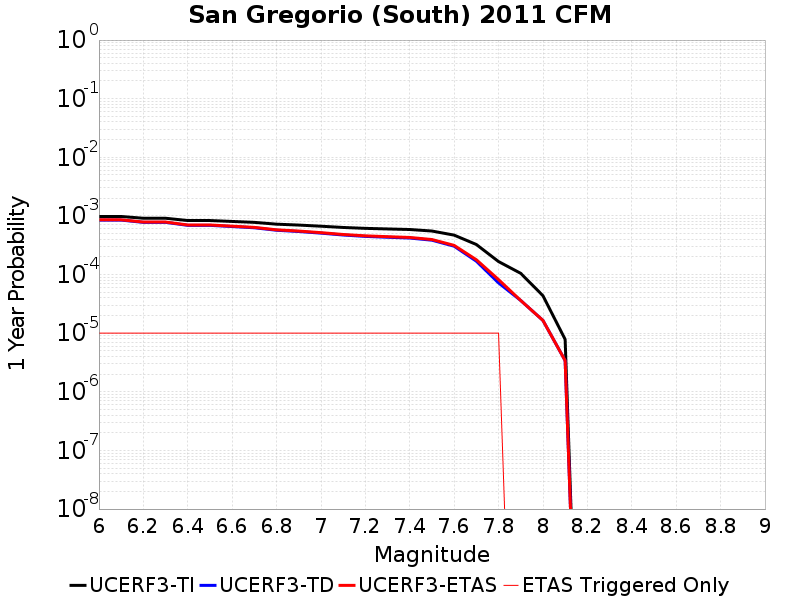 San Gregorio (South) 2011 CFM
1 Year Probability
10^0
10^-1
10^-2
10^-3
10^-4
10^-5
10^-6
10^-7
10^-8
6 6.2 6.4 6.6 6.8 7 7.2 7.4 7.6 7.8 8 8.2 8.4 8.6 8.8 9
Magnitude
UCERF3-TI UCERF3-TD UCERF3-ETAS ETAS Triggered Only